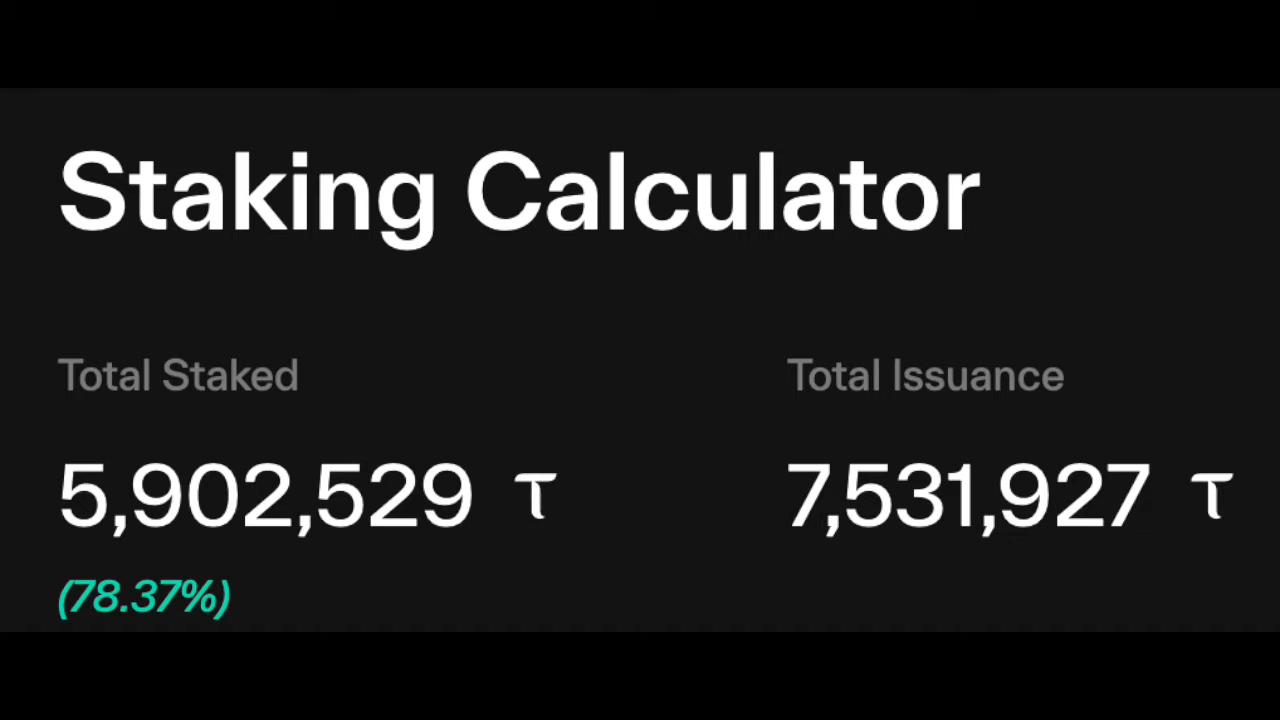 Staking Calculator
Total Staked Total Issuance
5,902,529 τ 7,531,927 τ
(78.37%)